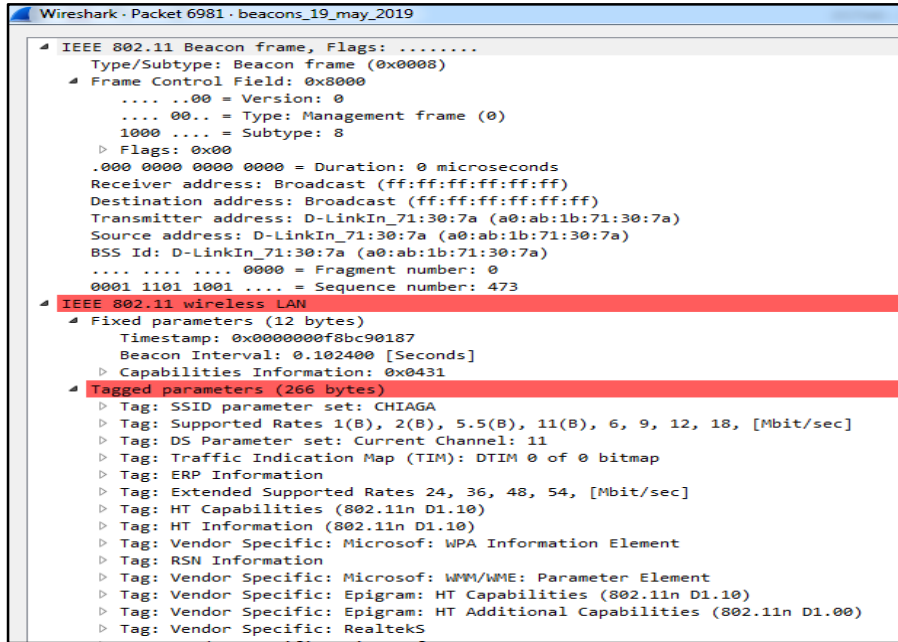 Wireshark · Packet 6981 · beacons_19_may_2019
IEEE 802.11 Beacon frame, Flags: ........
Type/Subtype: Beacon frame (0x0008)
Frame Control Field: 0x8000
.... ..00 = Version: 0
.... 00.. = Type: Management frame (0)
1000 .... = Subtype: 8
Flags: 0x00
.000 0000 0000 0000 = Duration: 0 microseconds
Receiver address: Broadcast (ff:ff:ff:ff:ff:ff)
Destination address: Broadcast (ff:ff:ff:ff:ff:ff)
Transmitter address: D-LinkIn_71:30:7a (a0:ab:1b:71:30:7a)
Source address: D-LinkIn_71:30:7a (a0:ab:1b:71:30:7a)
BSS Id: D-LinkIn_71:30:7a (a0:ab:1b:71:30:7a)
.... .... .... 0000 = Fragment number: 0
0001 1101 1001 .... = Sequence number: 473
IEEE 802.11 wireless LAN
Fixed parameters (12 bytes)
Timestamp: 0x0000000f8bc90187
Beacon Interval: 0.102400 [Seconds]
Capabilities Information: 0x0431
Tagged parameters (266 bytes)
Tag: SSID parameter set: CHIAGA
Tag: Supported Rates 1(B), 2(B), 5.5(B), 11(B), 6, 9, 12, 18, [Mbit/sec]
Tag: DS Parameter set: Current Channel: 11
Tag: Traffic Indication Map (TIM): DTIM 0 of 0 bitmap
Tag: ERP Information
Tag: Extended Supported Rates 24, 36, 48, 54, [Mbit/sec]
Tag: HT Capabilities (802.11n D1.10)
Tag: HT Information (802.11n D1.10)
Tag: Vendor Specific: Microsof: WPA Information Element
Tag: RSN Information
Tag: Vendor Specific: Microsof: WMM/WME: Parameter Element
Tag: Vendor Specific: Epigram: HT Capabilities (802.11n D1.10)
Tag: Vendor Specific: Epigram: HT Additional Capabilities (802.11n D1.00)
Tag: Vendor Specific: RealtekS